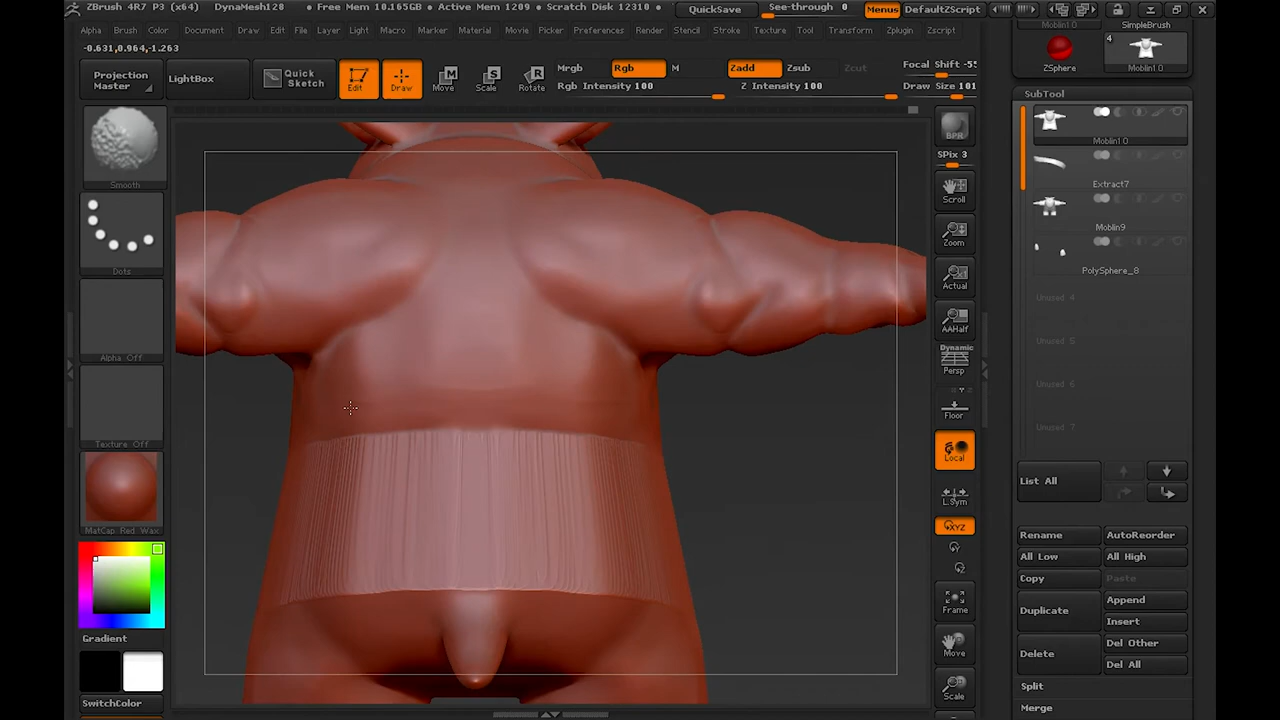 ZBrush 4R7 P3 (x64) DynaMesh128 • Free Mem 10.165GB • Active Mem 1209 • Scratch Disk 12310 QuickSave See-through 0 Menus DefaultZScript
Alpha Brush Color Document Draw Edit File Layer Light Macro Marker Material Movie Picker Preferences Render Stencil Stroke Texture Tool Transform Zplugin Zscript
-0.631,0.964,-1.263
Projection Master
LightBox
Quick Sketch
Edit
Draw
Move
Scale
Rotate
Mrgb Rgb M
Rgb Intensity 100
Zadd Zsub Zcut
Z Intensity 100
Focal Shift -55
Draw Size 101
Smooth
Dots
Alpha Off
Texture Off
MatCap Red Wax
Gradient
SwitchColor
BPR
SPix 3
Scroll
Zoom
Actual
AAHalf
Dynamic
Persp
Floor
Local
L.Sym
XYZ
Frame
Move
Scale
Moblin10
SimpleBrush
ZSphere
4
Moblin10
SubTool
Moblin10
Extract7
Moblin9
PolySphere_8
Unused 4
Unused 5
Unused 6
Unused 7
List All
Rename AutoReorder
All Low All High
Copy Paste
Duplicate Append
Insert
Delete Del Other
Del All
Split
Merge